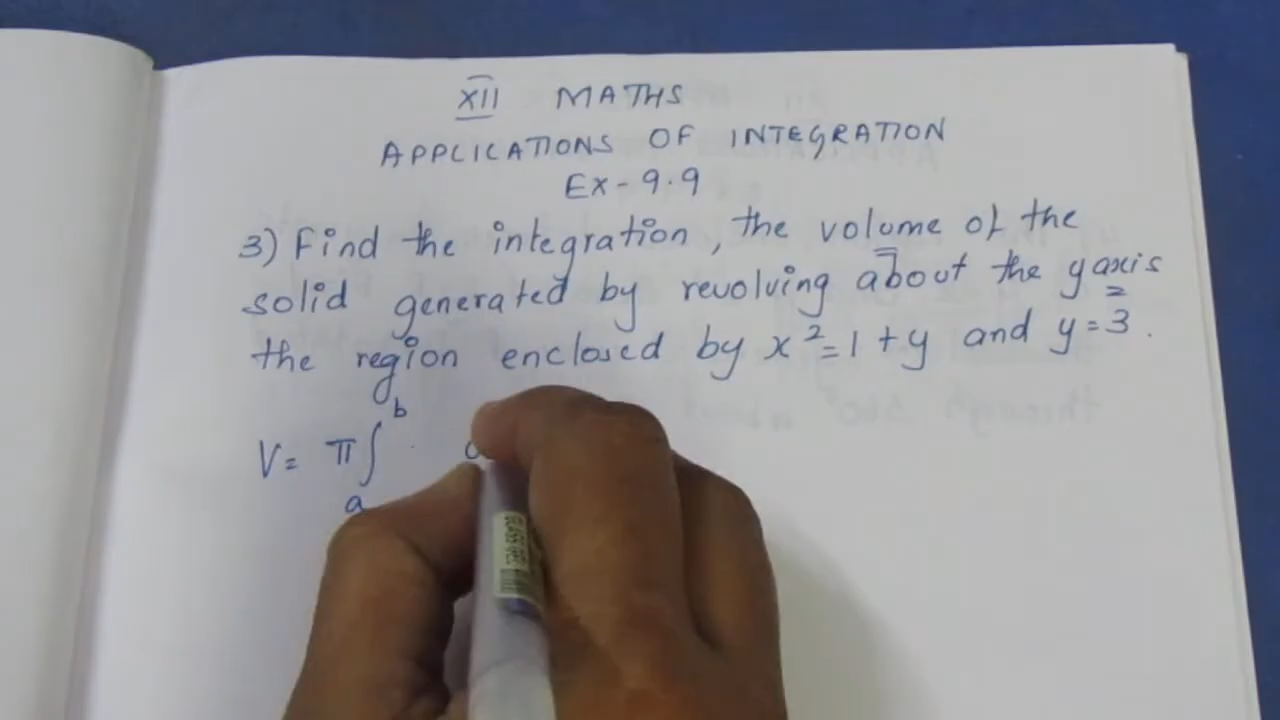 XII MATHS
APPLICATIONS OF INTEGRATION
Ex-9.9
3) Find the integration, the volume of the
solid generated by revolving about the y axis
the region enclosed by x²=1+y and y=3.
V= π∫ₐᵇ